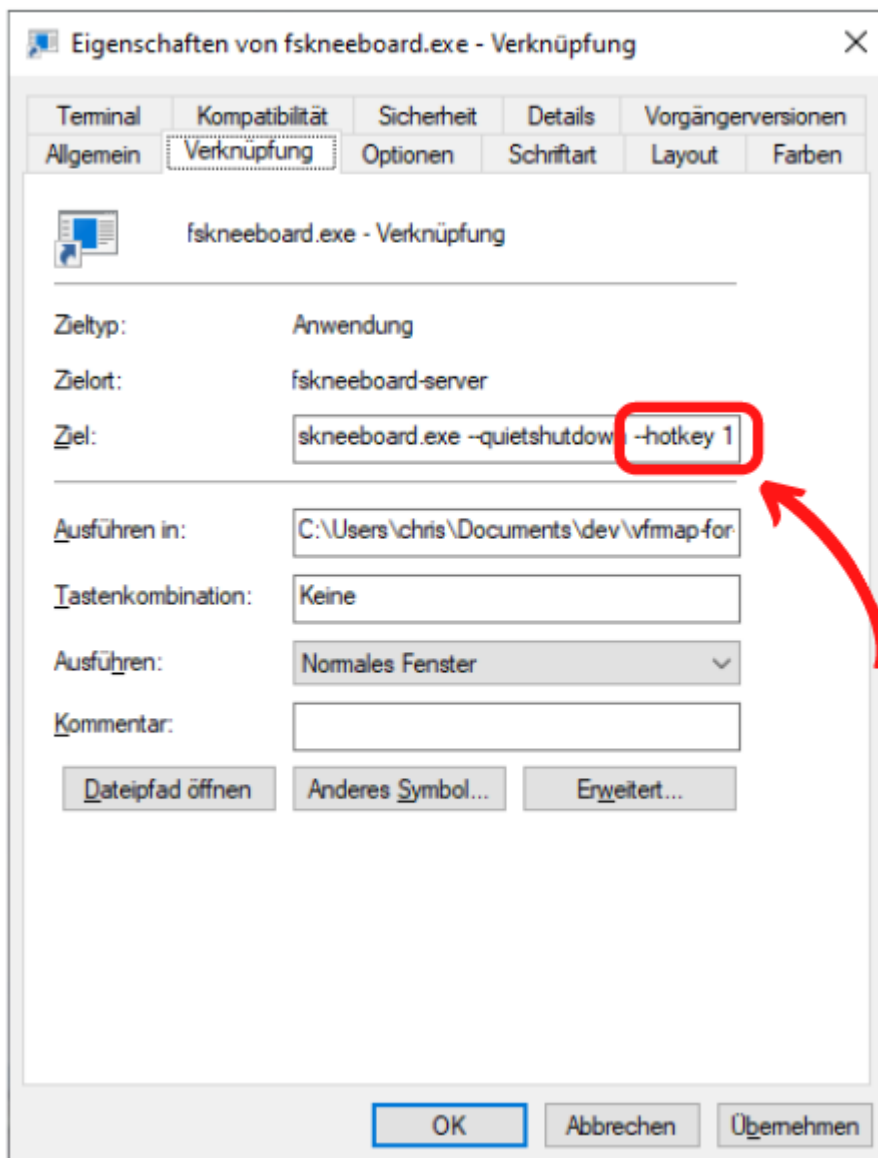 Eigenschaften von fskneeboard.exe - Verknüpfung
Terminal Kompatibilität Sicherheit Details Vorgängerversionen
Allgemein Verknüpfung Optionen Schriftart Layout Farben
fskneeboard.exe - Verknüpfung
Zieltyp: Anwendung
Zielort: fskneeboard-server
Ziel: skneeboard.exe --quietshutdown --hotkey 1
Ausführen in: C:\Users\chris\Documents\dev\vfrmap-for-
Tastenkombination: Keine
Ausführen: Normales Fenster
Kommentar:
Dateipfad öffnen Anderes Symbol... Erweitert...
OK Abbrechen Übernehmen